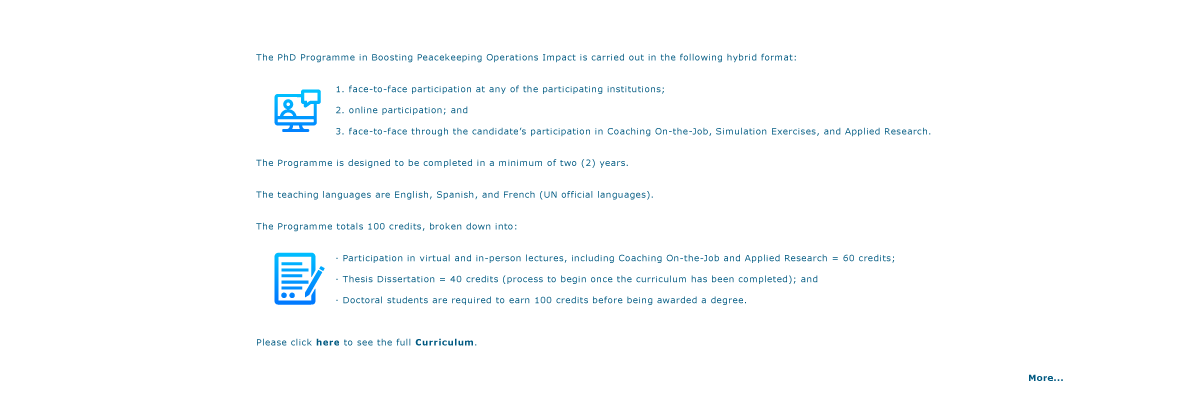 The PhD Programme in Boosting Peacekeeping Operations Impact is carried out in the following hybrid format:
1. face-to-face participation at any of the participating institutions;
2. online participation; and
3. face-to-face through the candidate's participation in Coaching On-the-Job, Simulation Exercises, and Applied Research.
The Programme is designed to be completed in a minimum of two (2) years.
The teaching languages are English, Spanish, and French (UN official languages).
The Programme totals 100 credits, broken down into:
· Participation in virtual and in-person lectures, including Coaching On-the-Job and Applied Research = 60 credits;
· Thesis Dissertation = 40 credits (process to begin once the curriculum has been completed); and
· Doctoral students are required to earn 100 credits before being awarded a degree.
Please click here to see the full Curriculum.
More...